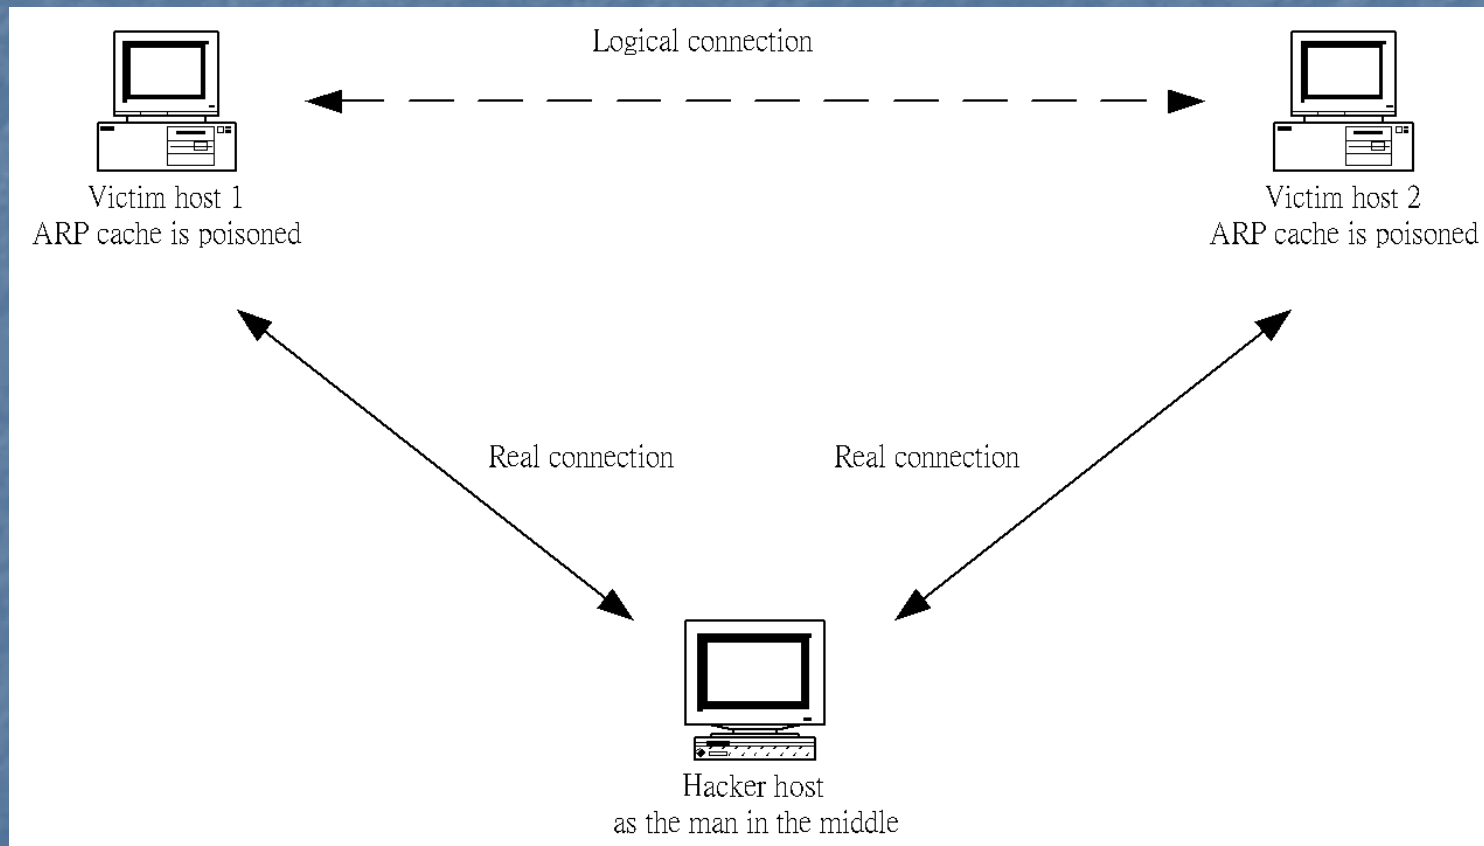 Logical connection
Victim host 1
ARP cache is poisoned
Victim host 2
ARP cache is poisoned
Real connection
Real connection
Hacker host
as the man in the middle